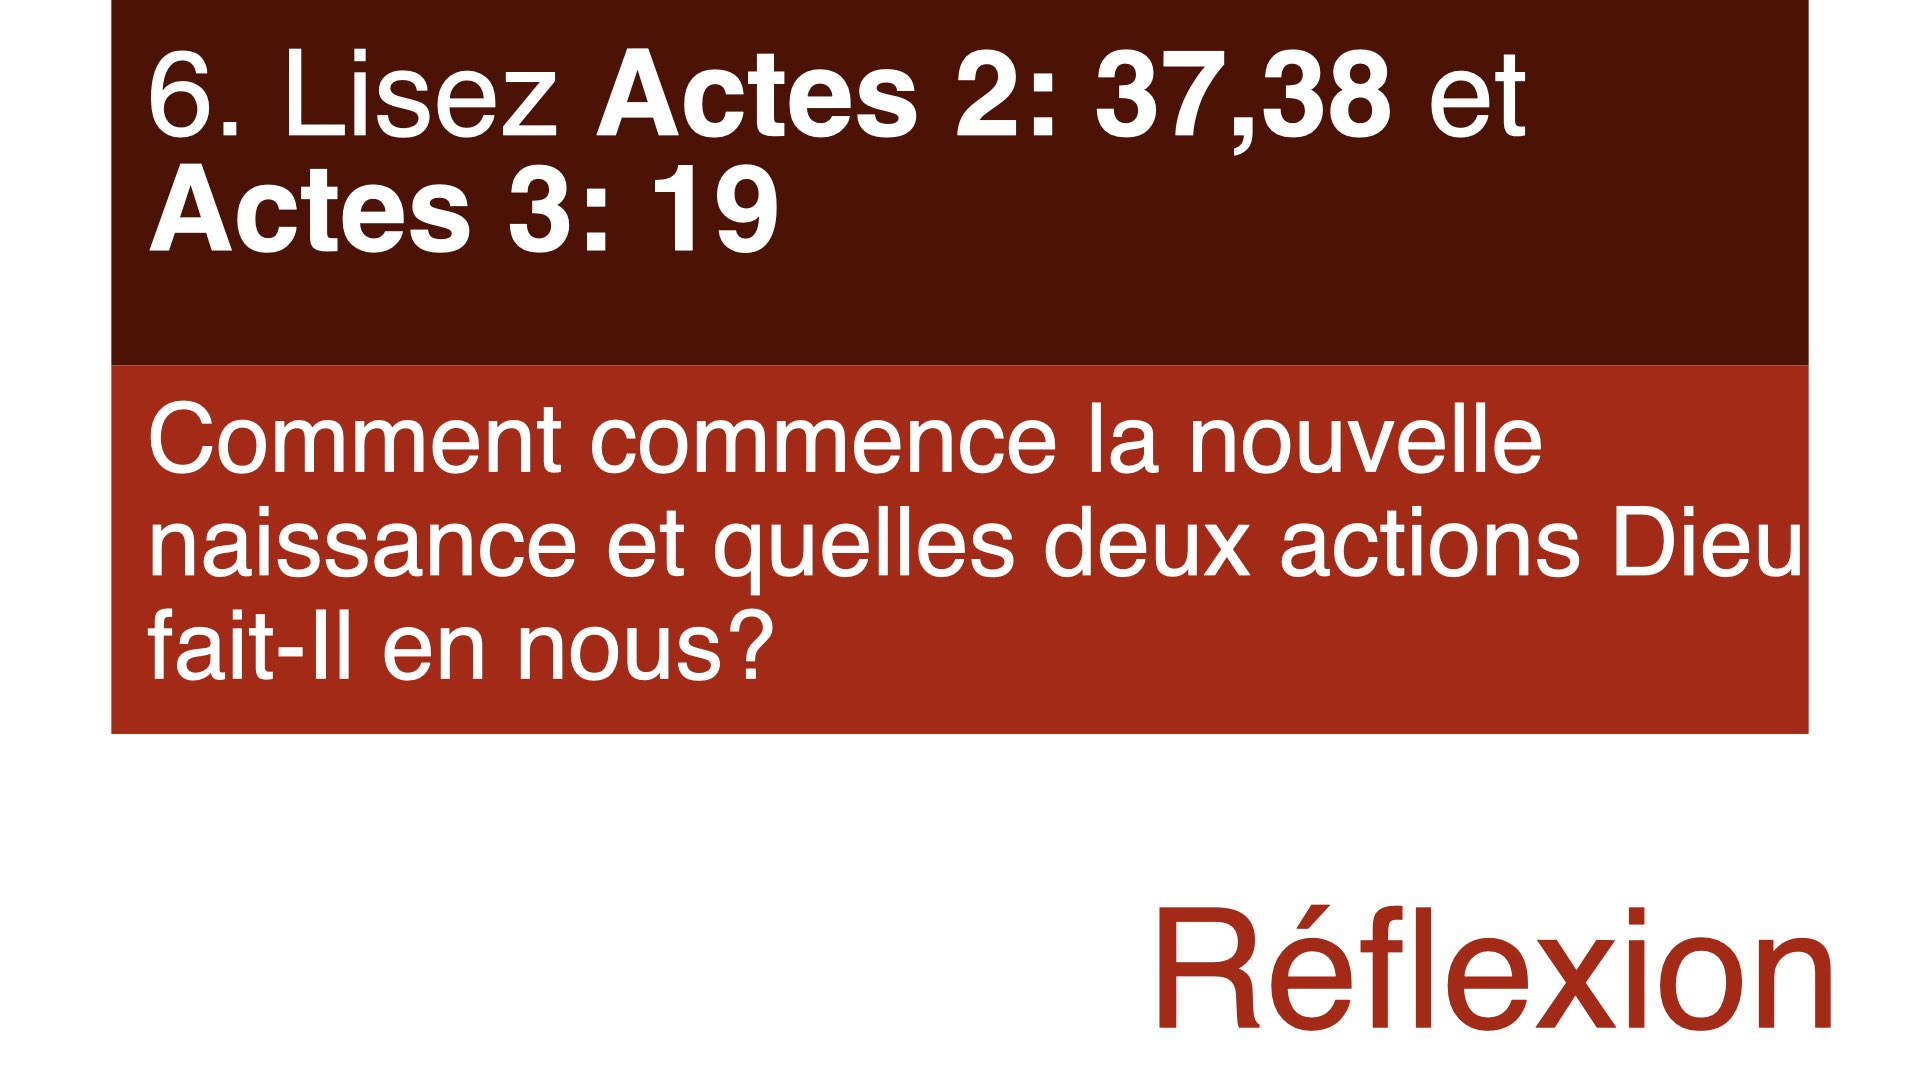 6. Lisez Actes 2: 37,38 et
Actes 3: 19
Comment commence la nouvelle
naissance et quelles deux actions Dieu
fait-Il en nous?
Réflexion